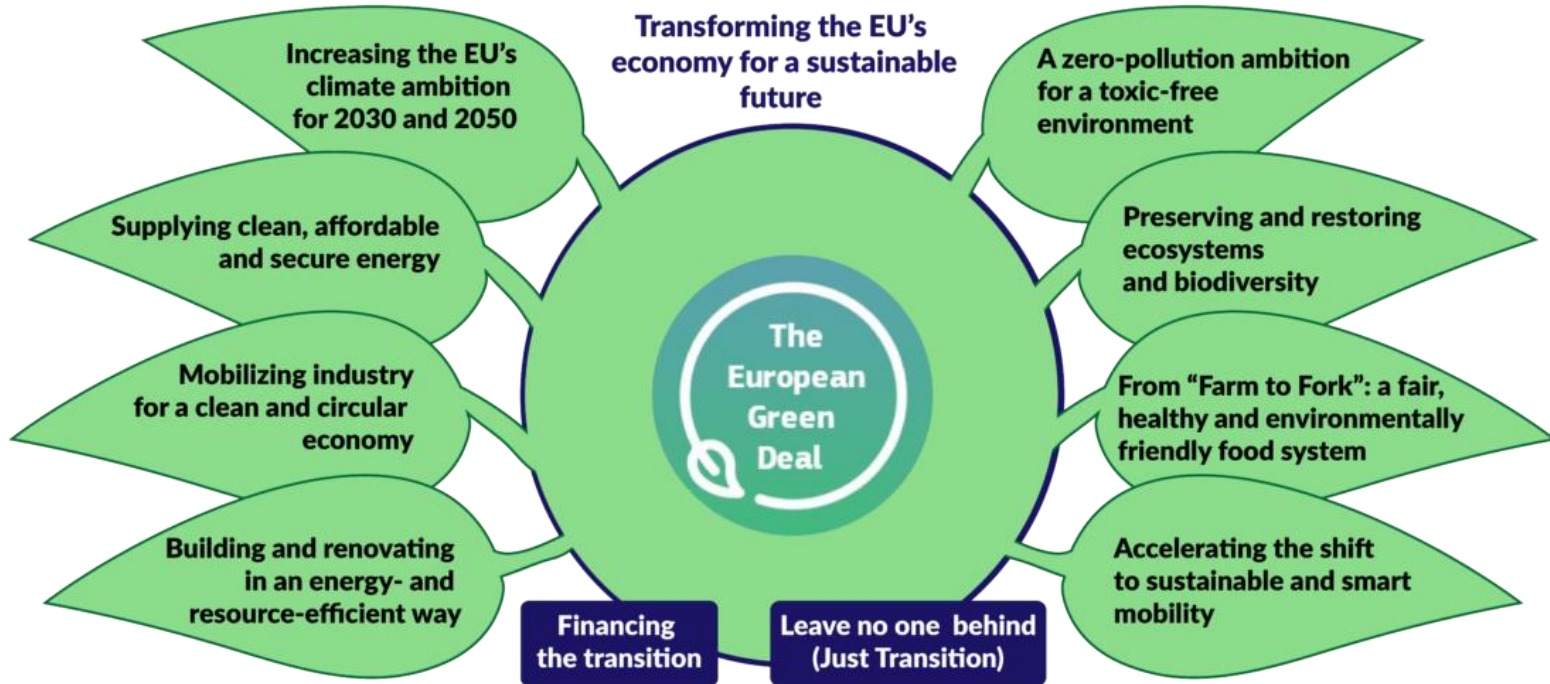 Transforming the EU's
economy for a sustainable
future
Increasing the EU's
climate ambition
for 2030 and 2050
Supplying clean, affordable
and secure energy
Mobilizing industry
for a clean and circular
economy
Building and renovating
in an energy- and
resource-efficient way
The
European
Green
Deal
A zero-pollution ambition
for a toxic-free
environment
Preserving and restoring
ecosystems
and biodiversity
From “Farm to Fork”: a fair,
healthy and environmentally
friendly food system
Accelerating the shift
to sustainable and smart
mobility
Financing
the transition
Leave no one behind
(Just Transition)